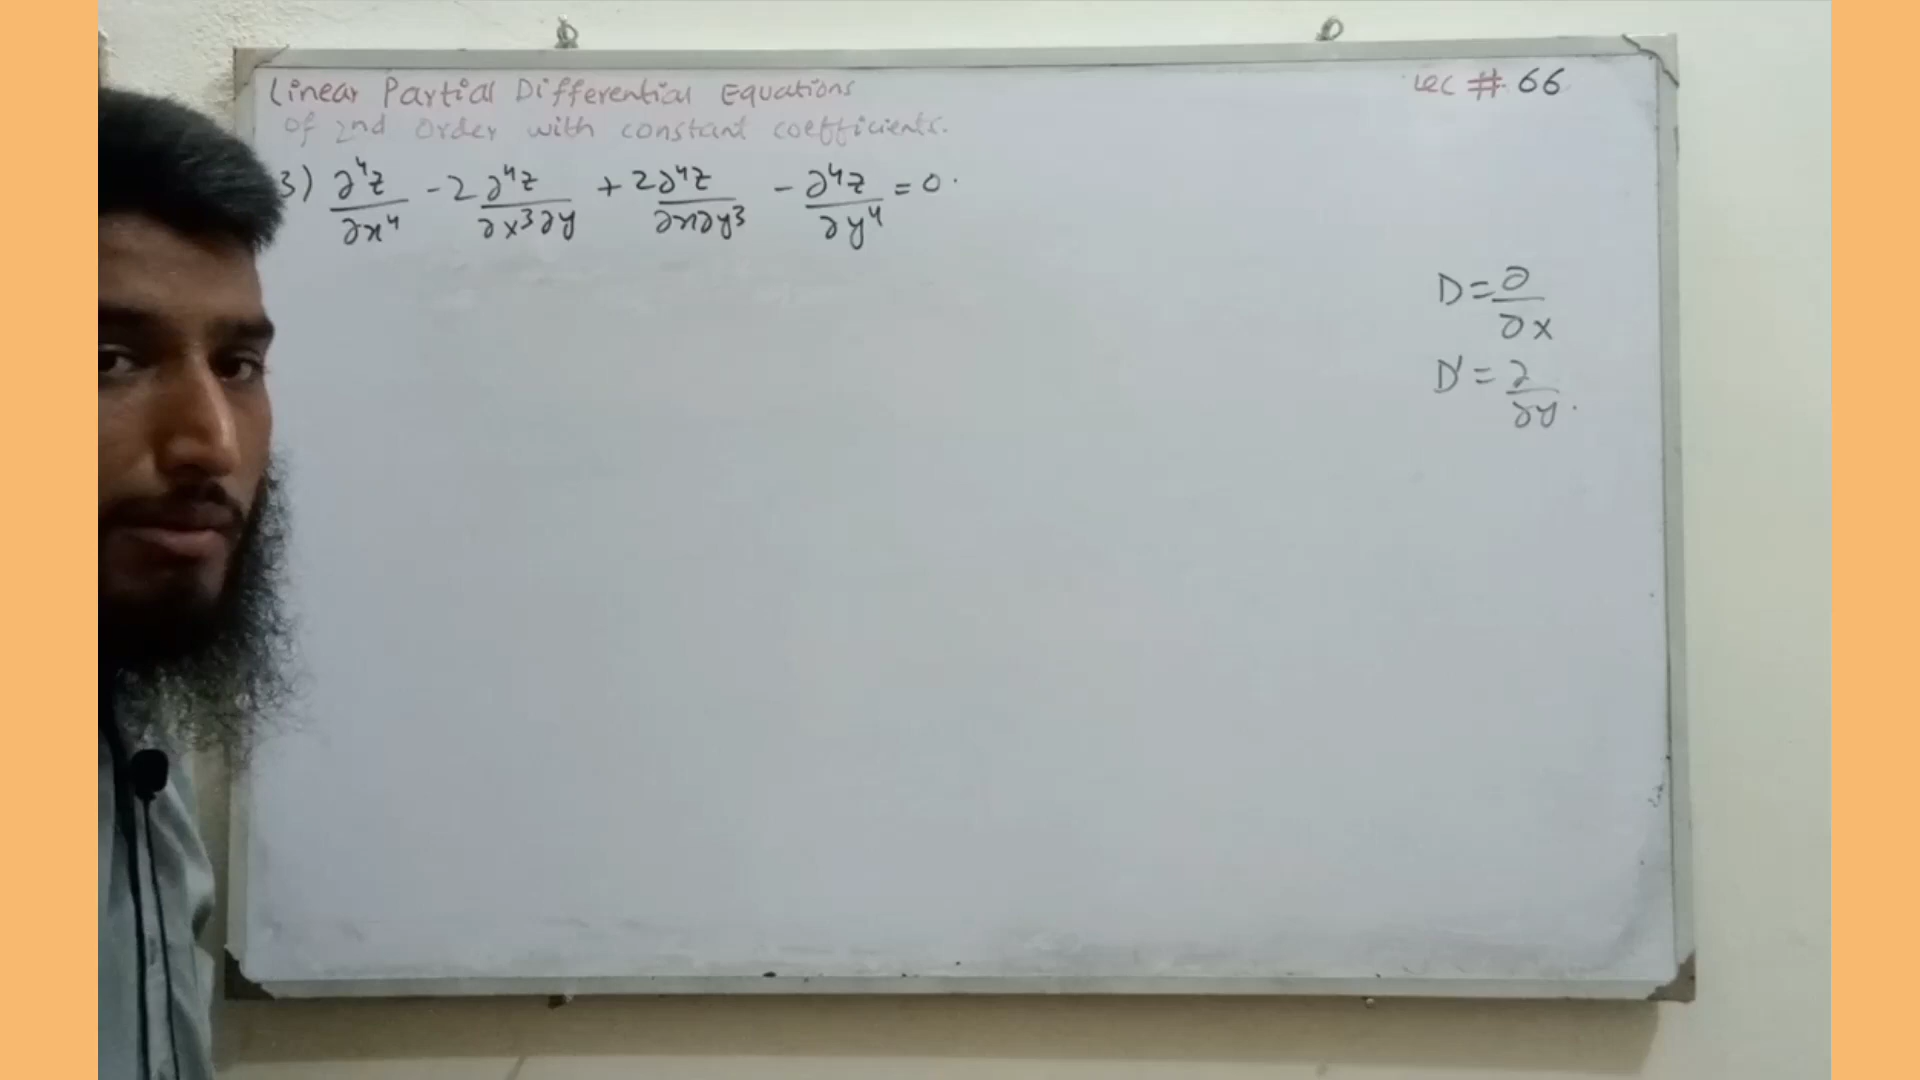 Linear Partial Differential Equations
Lec # 66
of 2nd order with constant coefficients.
3) ∂⁴z/∂x⁴ - 2 ∂⁴z/∂x³∂y + 2∂⁴z/∂x∂y³ - ∂⁴z/∂y⁴ = 0.
D = ∂/∂x
D' = ∂/∂y.